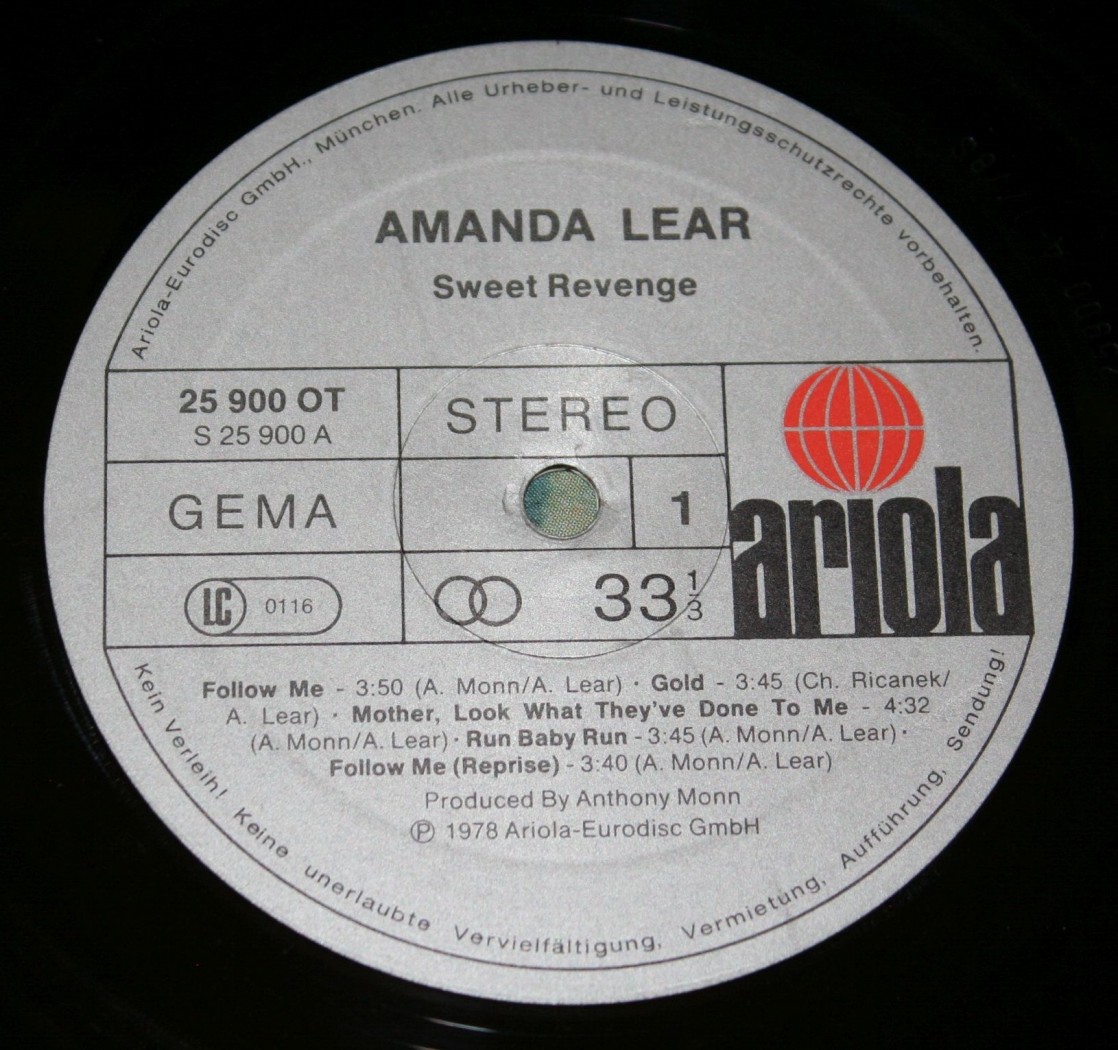 Ariola-Eurodisc GmbH., München. Alle Urheber- und Leistungsschutzrechte vorbehalten.
AMANDA LEAR
Sweet Revenge
25 900 OT
S 25 900 A
STEREO
GEMA
1
LC 0116
33 1/3
ariola
Follow Me - 3:50 (A. Monn/A. Lear) · Gold - 3:45 (Ch. Ricanek/
A. Lear) · Mother, Look What They've Done To Me - 4:32
(A. Monn/A. Lear) · Run Baby Run - 3:45 (A. Monn/A. Lear) ·
Follow Me (Reprise) - 3:40 (A. Monn/A. Lear)
Produced By Anthony Monn
Ⓟ 1978 Ariola-Eurodisc GmbH
Kein Verleih! Keine unerlaubte Vervielfältigung, Vermietung, Aufführung, Sendung!